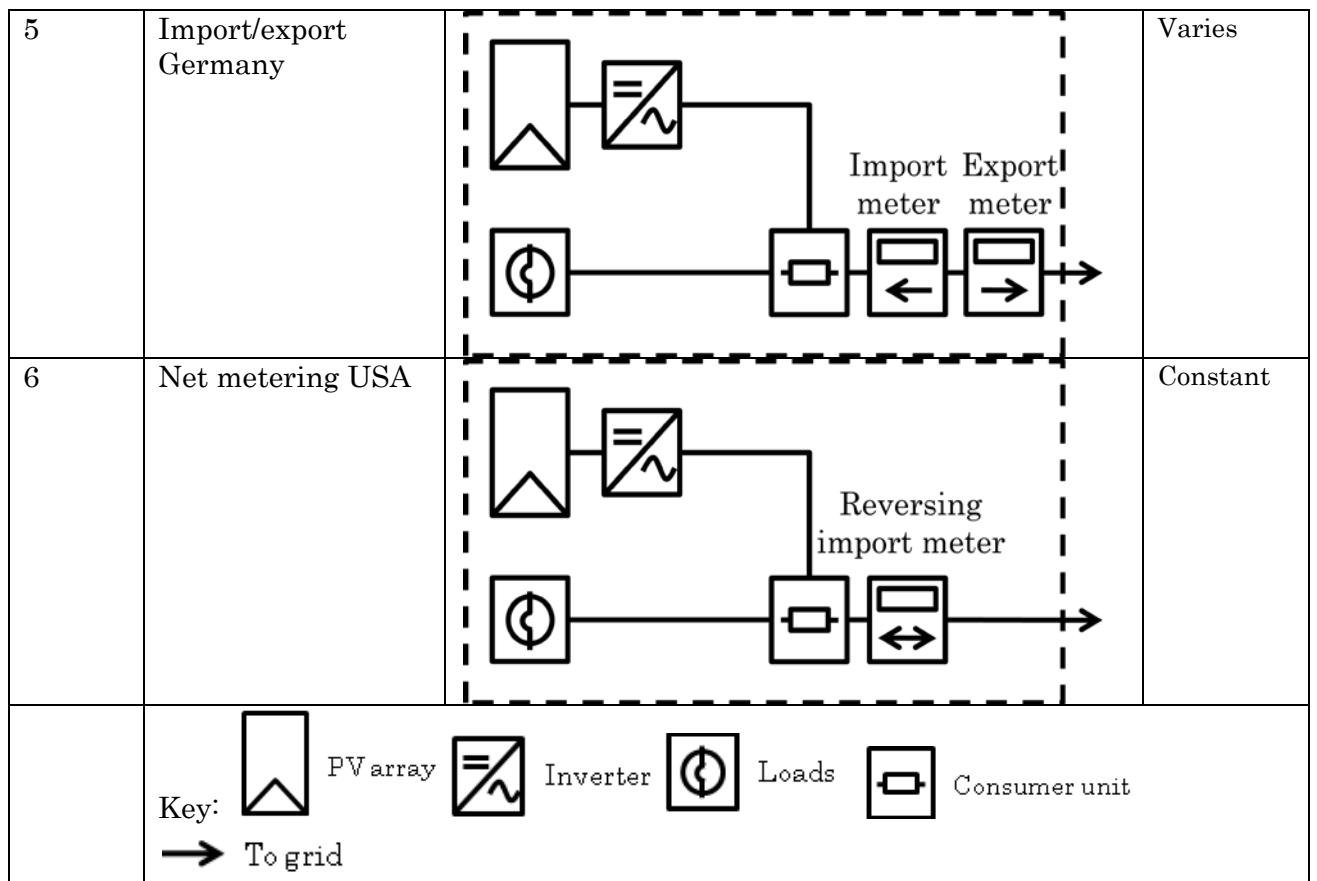 5
Import/export
Germany
Import Export
meter meter
Varies
6
Net metering USA
Reversing
import meter
Constant
Key:
PV array
Inverter
Loads
Consumer unit
To grid